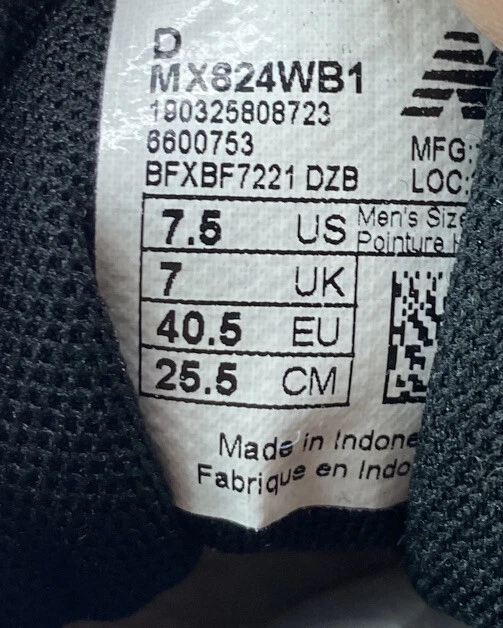 D
MX824WB1
190325808723
6600753
MFG:
BFXBF7221 DZB LOC:
7.5 US Men's Size
Pointure
7 UK
40.5 EU
25.5 CM
Made in Indone
Fabrique en Indo